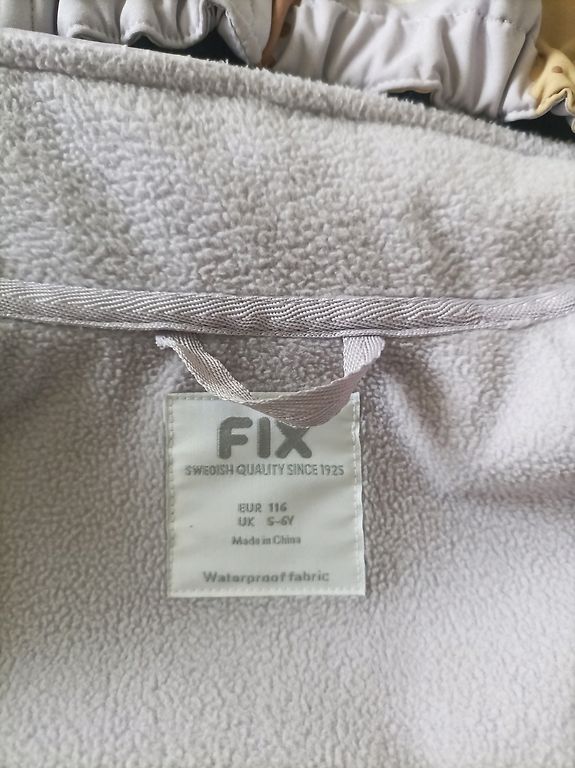 FIX
SWEDISH QUALITY SINCE 1925
EUR 116
UK 5-6Y
Made in China
Waterproof fabric